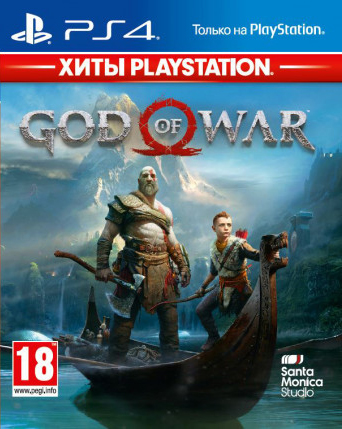 PS4
Только на PlayStation®
ХИТЫ PLAYSTATION®
GOD OF WAR
18
www.pegi.info
Santa
Monica
Studio